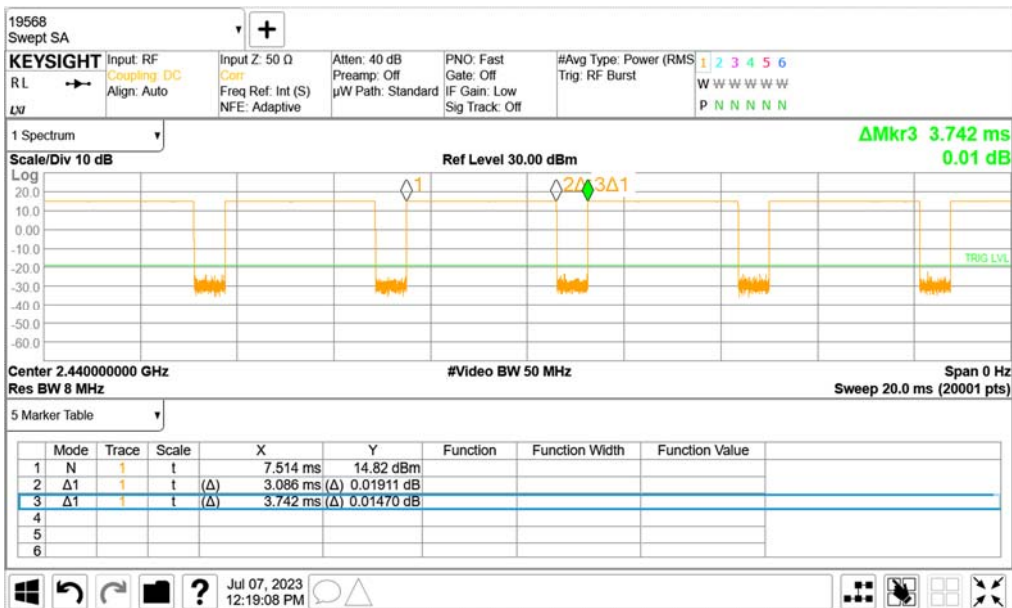 19568
Swept SA
+
KEYSIGHT Input: RF Input Z: 50 Ω Atten: 40 dB PNO: Fast #Avg Type: Power (RMS 1 2 3 4 5 6
RL Coupling: DC Corr Preamp: Off Gate: Off Trig: RF Burst W W W W W W
Align: Auto Freq Ref: Int (S) µW Path: Standard IF Gain: Low P N N N N N
LXI NFE: Adaptive Sig Track: Off
1 Spectrum
ΔMkr3 3.742 ms
Scale/Div 10 dB Ref Level 30.00 dBm 0.01 dB
Log
1 2Δ 3Δ1
20.0
10.0
0.00
-10.0
TRIG LVL
-20.0
-30.0
-40.0
-50.0
-60.0
Center 2.440000000 GHz #Video BW 50 MHz Span 0 Hz
Res BW 8 MHz Sweep 20.0 ms (20001 pts)
5 Marker Table
Mode Trace Scale X Y Function Function Width Function Value
1 N 1 t 7.514 ms 14.82 dBm
2 Δ1 1 t (Δ) 3.086 ms (Δ) 0.01911 dB
3 Δ1 1 t (Δ) 3.742 ms (Δ) 0.01470 dB
4
5
6
? Jul 07, 2023
12:19:08 PM